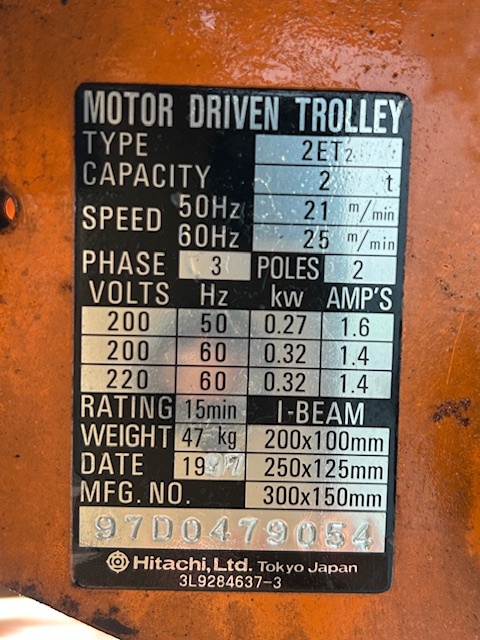 MOTOR DRIVEN TROLLEY
TYPE 2ET2
CAPACITY 2 t
SPEED 50Hz 21 m/min
60Hz 25 m/min
PHASE 3 POLES 2
VOLTS Hz kw AMP'S
200 50 0.27 1.6
200 60 0.32 1.4
220 60 0.32 1.4
RATING 15min I-BEAM
WEIGHT 47 kg 200x100mm
DATE 1997 250x125mm
MFG. NO. 300x150mm
97D0479054
Hitachi, Ltd. Tokyo Japan
3L9284637-3